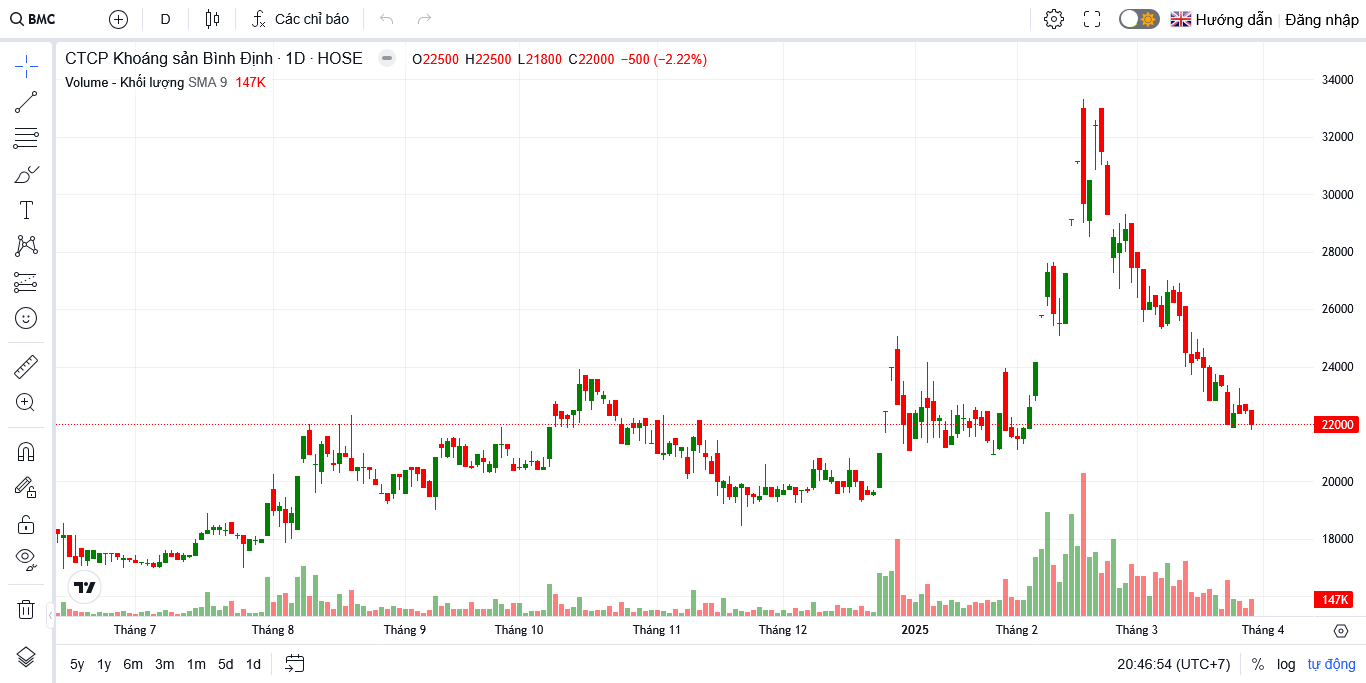 BMC D Các chỉ báo Hướng dẫn Đăng nhập
CTCP Khoáng sản Bình Định · 1D · HOSE O22500 H22500 L21800 C22000 −500 (−2.22%)
Volume - Khối lượng SMA 9 147K
34000
32000
30000
28000
26000
24000
22000
20000
18000
147K
Tháng 7 Tháng 8 Tháng 9 Tháng 10 Tháng 11 Tháng 12 2025 Tháng 2 Tháng 3 Tháng 4
5y 1y 6m 3m 1m 5d 1d 20:46:54 (UTC+7) % log tự động